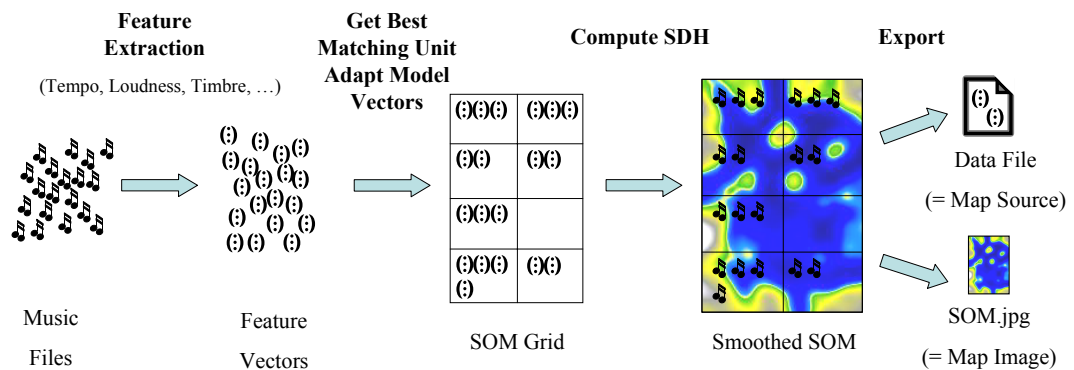 Feature
Extraction
(Tempo, Loudness, Timbre, …)
Get Best
Matching Unit
Adapt Model
Vectors
Compute SDH
Export
Music
Files
Feature
Vectors
SOM Grid
Smoothed SOM
Data File
(= Map Source)
SOM.jpg
(= Map Image)